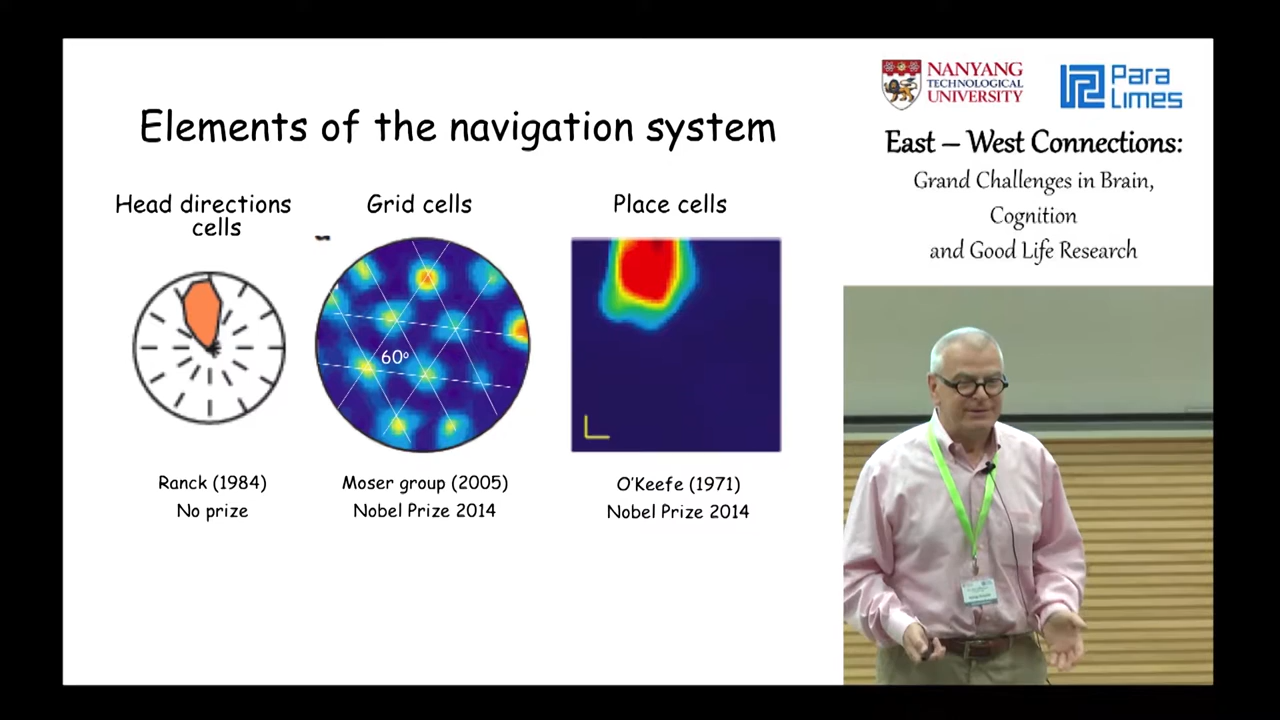 Elements of the navigation system
Head directions
cells
Grid cells
Place cells
60°
Ranck (1984)
No prize
Moser group (2005)
Nobel Prize 2014
O'Keefe (1971)
Nobel Prize 2014
NANYANG
TECHNOLOGICAL
UNIVERSITY
Para
Limes
East – West Connections:
Grand Challenges in Brain,
Cognition
and Good Life Research